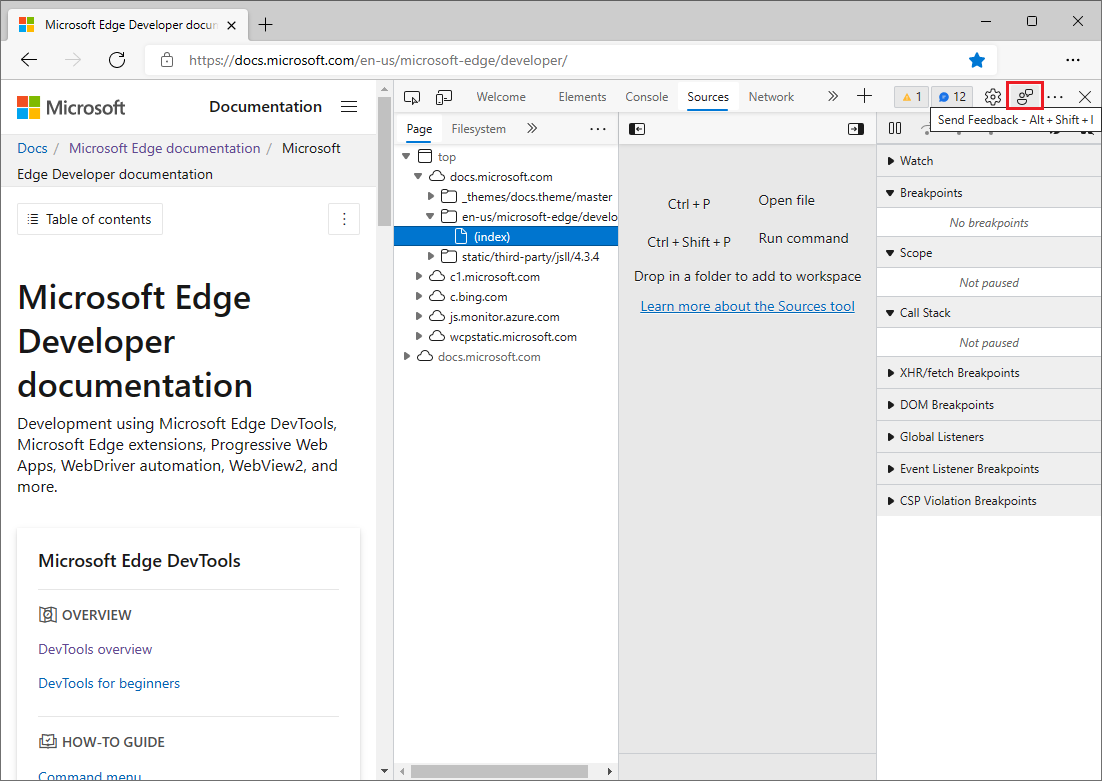 Microsoft Edge Developer docun
https://docs.microsoft.com/en-us/microsoft-edge/developer/
Microsoft
Documentation
Docs / Microsoft Edge documentation / Microsoft
Edge Developer documentation
Table of contents
Microsoft Edge
Developer
documentation
Development using Microsoft Edge DevTools,
Microsoft Edge extensions, Progressive Web
Apps, WebDriver automation, WebView2, and
more.
Microsoft Edge DevTools
OVERVIEW
DevTools overview
DevTools for beginners
HOW-TO GUIDE
Command menu
Welcome Elements Console Sources Network 1 12
Send Feedback - Alt + Shift + I
Page Filesystem
top
docs.microsoft.com
_themes/docs.theme/master
en-us/microsoft-edge/develo
(index)
static/third-party/jsll/4.3.4
c1.microsoft.com
c.bing.com
js.monitor.azure.com
wcpstatic.microsoft.com
docs.microsoft.com
Ctrl + P Open file
Ctrl + Shift + P Run command
Drop in a folder to add to workspace
Learn more about the Sources tool
Watch
Breakpoints
No breakpoints
Scope
Not paused
Call Stack
Not paused
XHR/fetch Breakpoints
DOM Breakpoints
Global Listeners
Event Listener Breakpoints
CSP Violation Breakpoints